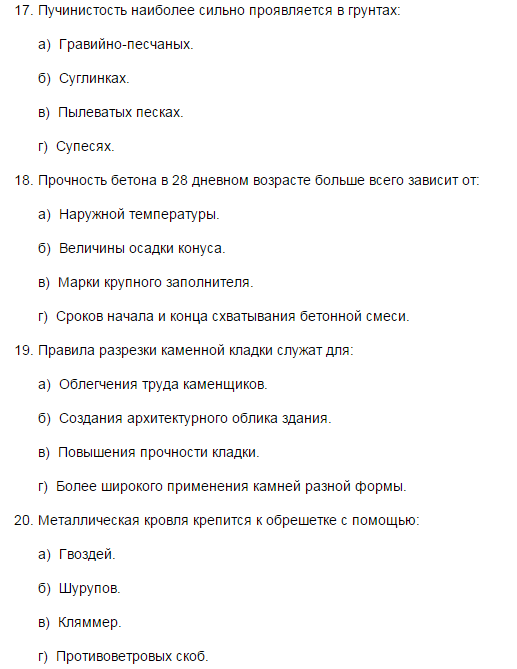 17. Пучинистость наиболее сильно проявляется в грунтах:
а) Гравийно-песчаных.
б) Суглинках.
в) Пылеватых песках.
г) Супесях.
18. Прочность бетона в 28 дневном возрасте больше всего зависит от:
а) Наружной температуры.
б) Величины осадки конуса.
в) Марки крупного заполнителя.
г) Сроков начала и конца схватывания бетонной смеси.
19. Правила разрезки каменной кладки служат для:
а) Облегчения труда каменщиков.
б) Создания архитектурного облика здания.
в) Повышения прочности кладки.
г) Более широкого применения камней разной формы.
20. Металлическая кровля крепится к обрешетке с помощью:
а) Гвоздей.
б) Шурупов.
в) Кляммер.
г) Противоветровых скоб.